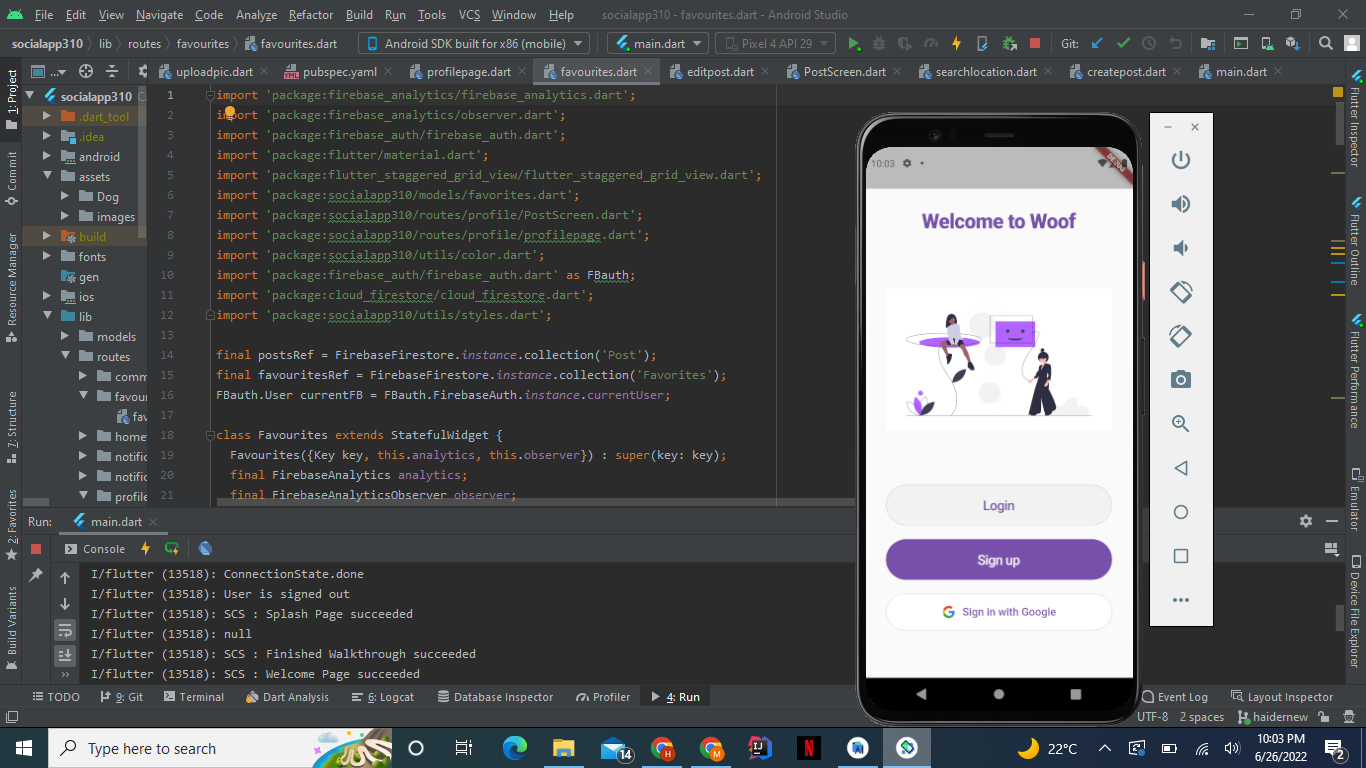 File Edit View Navigate Code Analyze Refactor Build Run Tools VCS Window Help socialapp310 - favourites.dart - Android Studio
socialapp310 lib routes favourites favourites.dart Android SDK built for x86 (mobile) main.dart Pixel 4 API 29 Git:
uploadpic.dart pubspec.yaml profilepage.dart favourites.dart editpost.dart PostScreen.dart searchlocation.dart createpost.dart main.dart
1: Project
Commit
Resource Manager
7: Structure
2: Favorites
Build Variants
socialapp310
.dart_tool
.idea
android
assets
Dog
images
build
fonts
gen
ios
lib
models
routes
comm
favour
fav
home
notific
notific
profile
1 import 'package:firebase_analytics/firebase_analytics.dart';
2 import 'package:firebase_analytics/observer.dart';
3 import 'package:firebase_auth/firebase_auth.dart';
4 import 'package:flutter/material.dart';
5 import 'package:flutter_staggered_grid_view/flutter_staggered_grid_view.dart';
6 import 'package:socialapp310/models/favorites.dart';
7 import 'package:socialapp310/routes/profile/PostScreen.dart';
8 import 'package:socialapp310/routes/profile/profilepage.dart';
9 import 'package:socialapp310/utils/color.dart';
10 import 'package:firebase_auth/firebase_auth.dart' as FBauth;
11 import 'package:cloud_firestore/cloud_firestore.dart';
12 import 'package:socialapp310/utils/styles.dart';
13
14 final postsRef = FirebaseFirestore.instance.collection('Post');
15 final favouritesRef = FirebaseFirestore.instance.collection('Favorites');
16 FBauth.User currentFB = FBauth.FirebaseAuth.instance.currentUser;
17
18 class Favourites extends StatefulWidget {
19 Favourites({Key key, this.analytics, this.observer}) : super(key: key);
20 final FirebaseAnalytics analytics;
21 final FirebaseAnalyticsObserver observer;
10:03
DEBUG
Welcome to Woof
Login
Sign up
Sign in with Google
Flutter Inspector
Flutter Outline
Flutter Performance
Emulator
Device File Explorer
Run: main.dart
Console
I/flutter (13518): ConnectionState.done
I/flutter (13518): User is signed out
I/flutter (13518): SCS : Splash Page succeeded
I/flutter (13518): null
I/flutter (13518): SCS : Finished Walkthrough succeeded
I/flutter (13518): SCS : Welcome Page succeeded
TODO 9: Git Terminal Dart Analysis 6: Logcat Database Inspector Profiler 4: Run Event Log Layout Inspector
UTF-8 2 spaces haidernew
Type here to search 14 H M IJ N 22°C 10:03 PM
6/26/2022 2